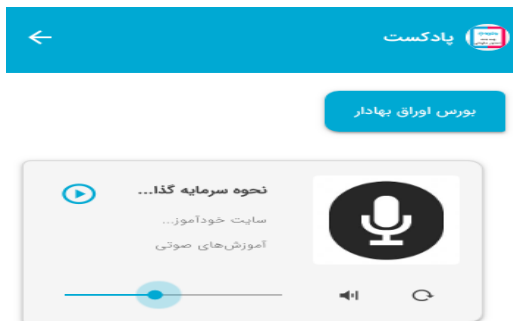 پادکست
بورس اوراق بهادار
نحوه سرمایه گذا...
سایت خودآموز...
آموزش‌های صوتی